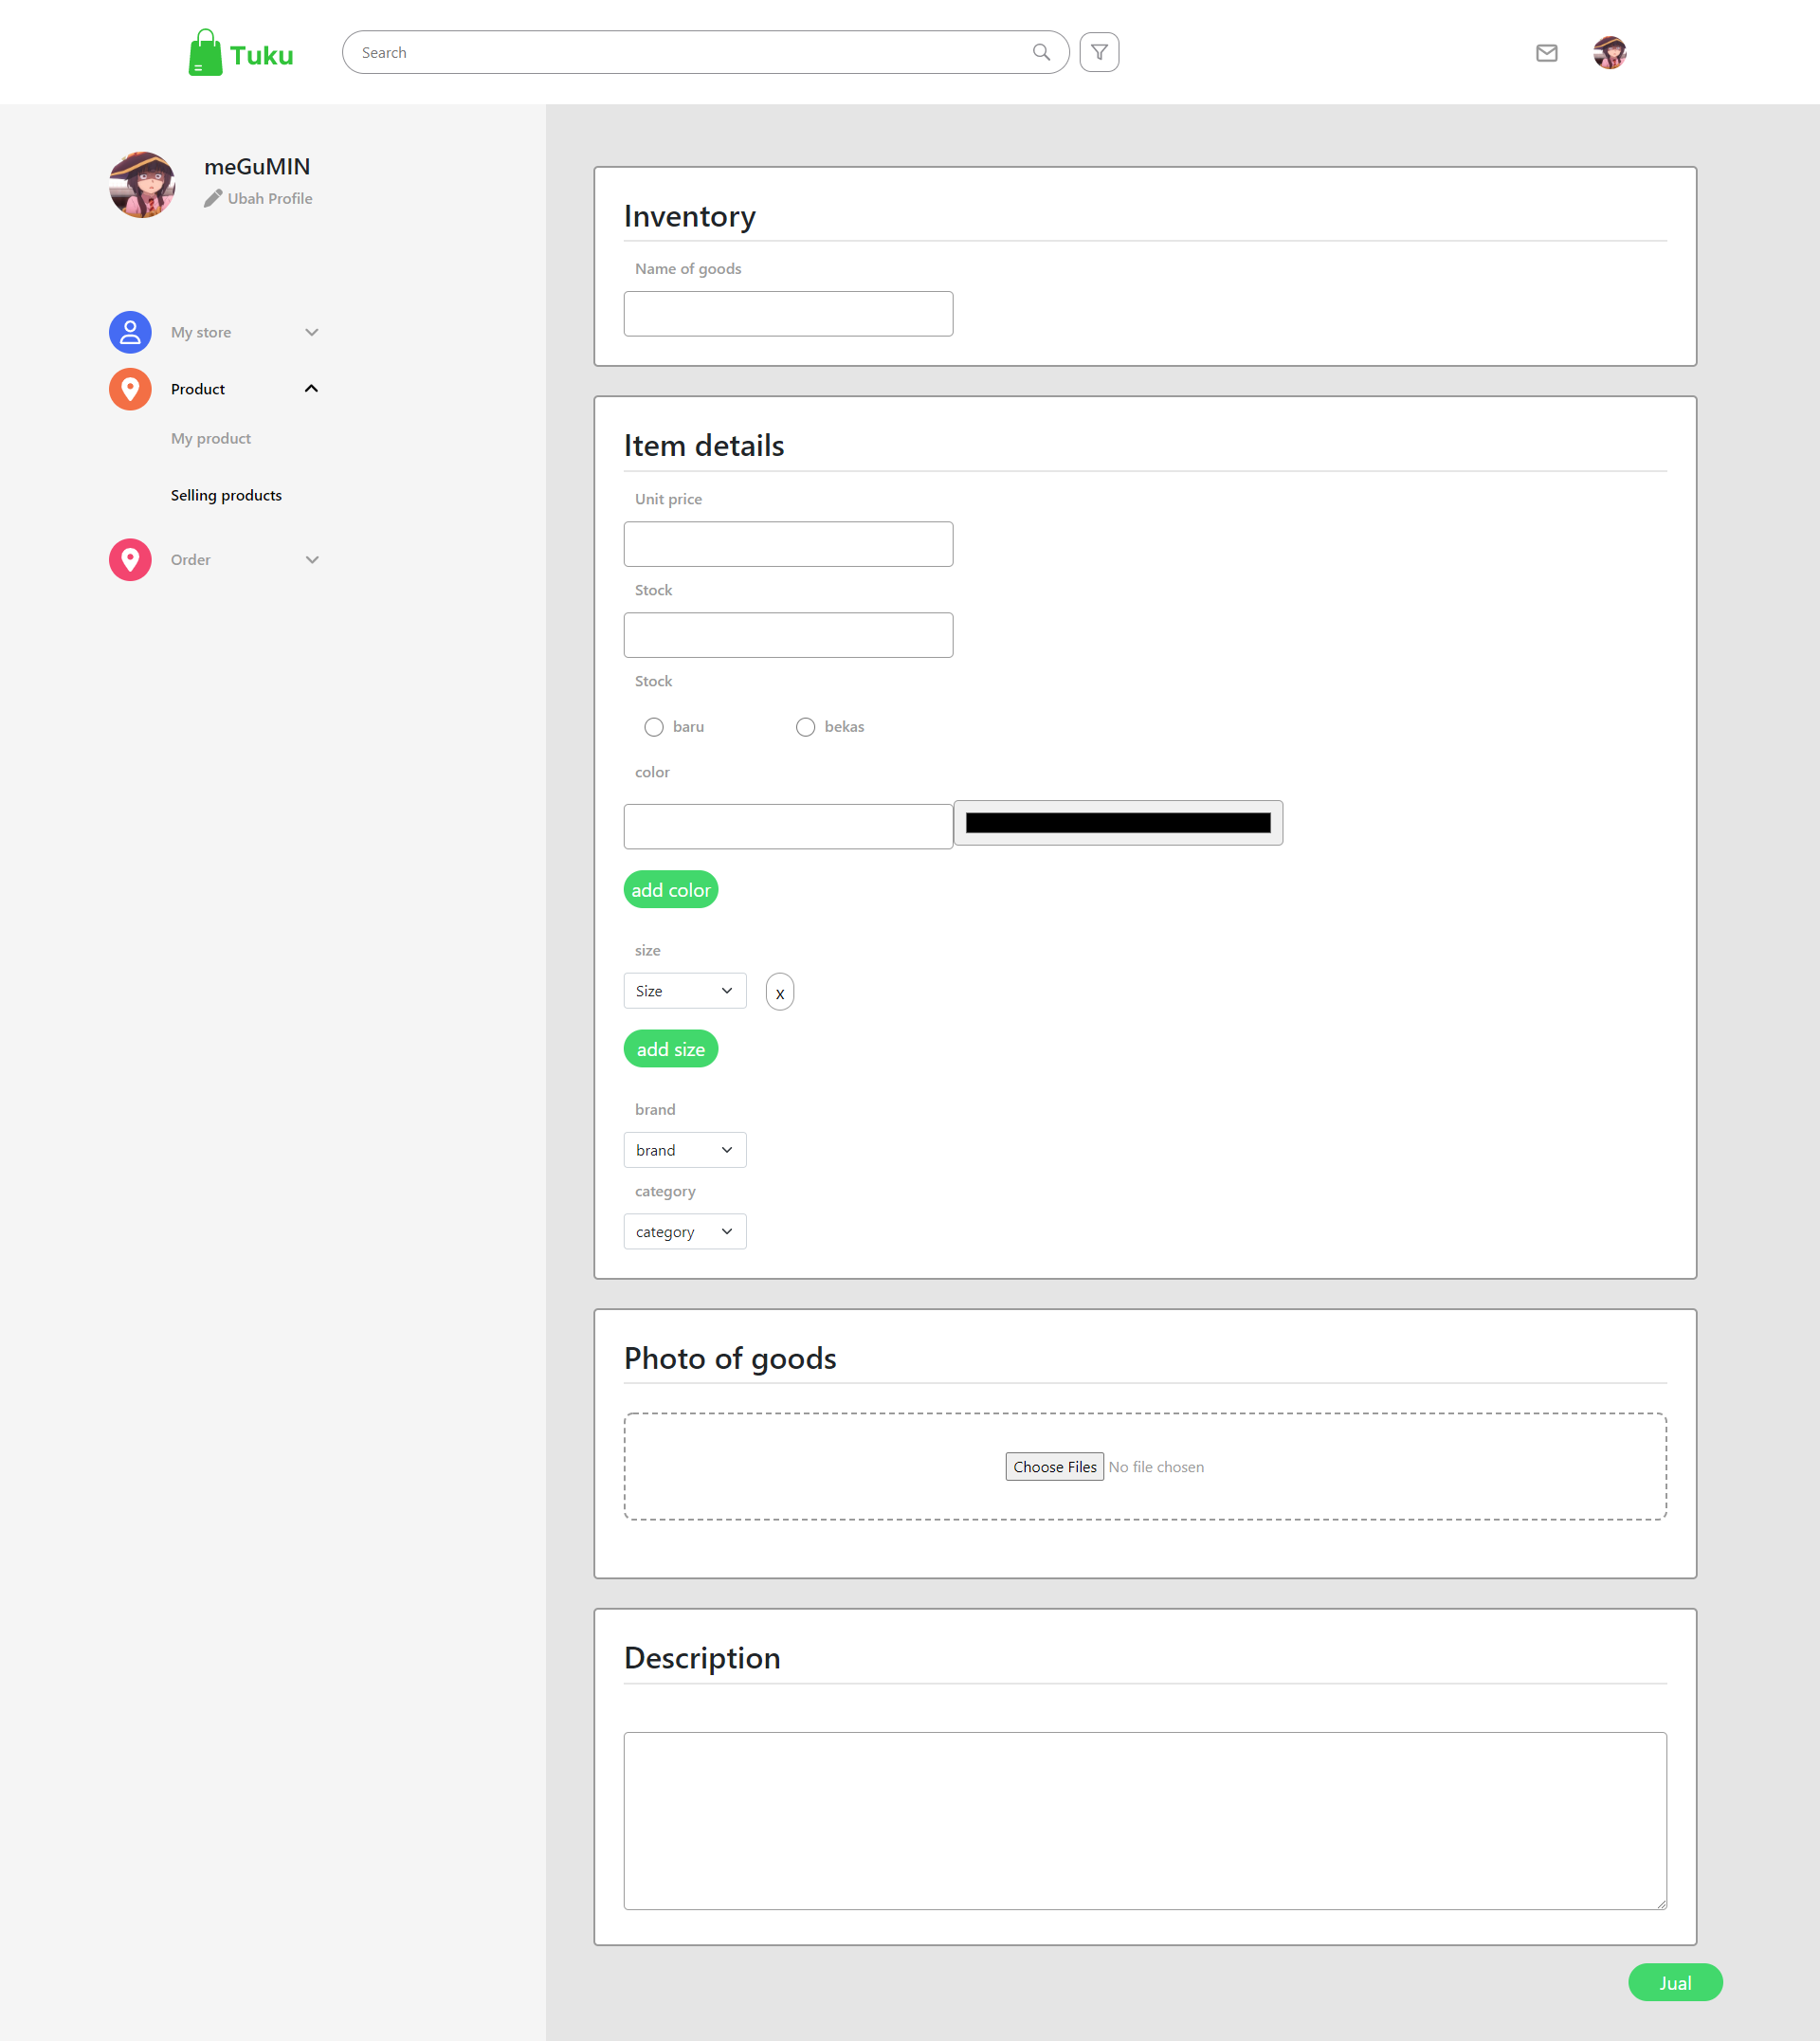 Tuku
Search
meGuMIN
Ubah Profile
My store
Product
My product
Selling products
Order
Inventory
Name of goods
Item details
Unit price
Stock
Stock
baru bekas
color
add color
size
Size x
add size
brand
brand
category
category
Photo of goods
Choose Files No file chosen
Description
Jual